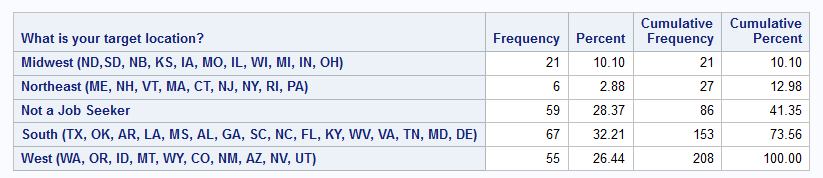 What is your target location? Frequency Percent Cumulative Frequency Cumulative Percent
Midwest (ND,SD, NB, KS, IA, MO, IL, WI, MI, IN, OH) 21 10.10 21 10.10
Northeast (ME, NH, VT, MA, CT, NJ, NY, RI, PA) 6 2.88 27 12.98
Not a Job Seeker 59 28.37 86 41.35
South (TX, OK, AR, LA, MS, AL, GA, SC, NC, FL, KY, WV, VA, TN, MD, DE) 67 32.21 153 73.56
West (WA, OR, ID, MT, WY, CO, NM, AZ, NV, UT) 55 26.44 208 100.00